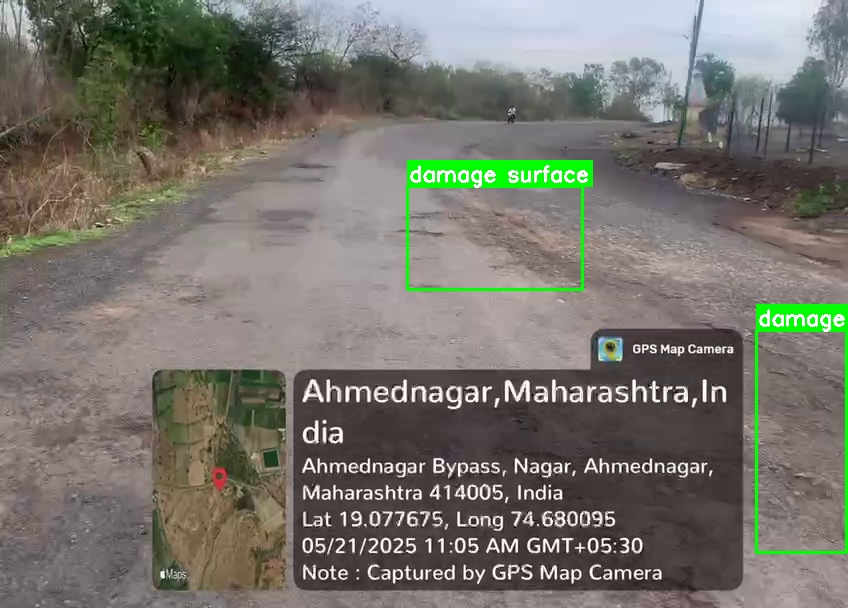 damage surface
damage
GPS Map Camera
Ahmednagar,Maharashtra,In
dia
Ahmednagar Bypass, Nagar, Ahmednagar,
Maharashtra 414005, India
Lat 19.077675, Long 74.680095
05/21/2025 11:05 AM GMT+05:30
Note : Captured by GPS Map Camera
Maps